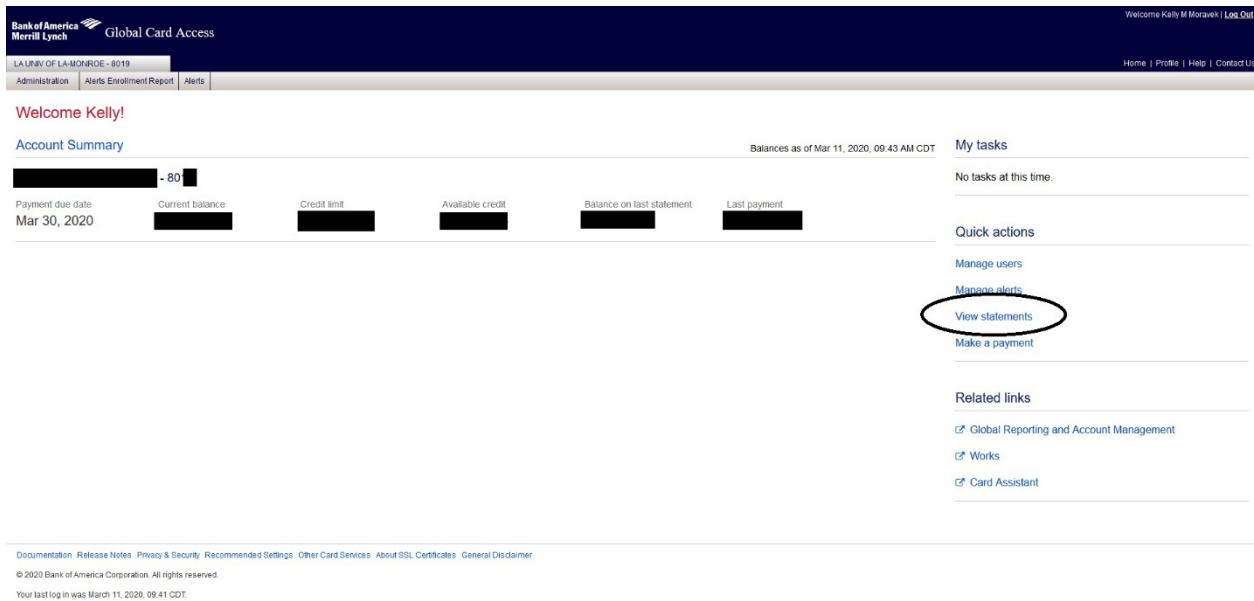 Bank of America
Merrill Lynch
Global Card Access
Welcome Kelly M Moravek | Log Out
LA UNIV OF LA-MONROE - 8019
Home | Profile | Help | Contact Us
Administration Alerts Enrollment Report Alerts
Welcome Kelly!
Account Summary
Balances as of Mar 11, 2020, 09:43 AM CDT
- 801
Payment due date Current balance Credit limit Available credit Balance on last statement Last payment
Mar 30, 2020
My tasks
No tasks at this time.
Quick actions
Manage users
Manage alerts
View statements
Make a payment
Related links
Global Reporting and Account Management
Works
Card Assistant
Documentation Release Notes Privacy & Security Recommended Settings Other Card Services About SSL Certificates General Disclaimer
© 2020 Bank of America Corporation. All rights reserved.
Your last log in was March 11, 2020, 09:41 CDT.